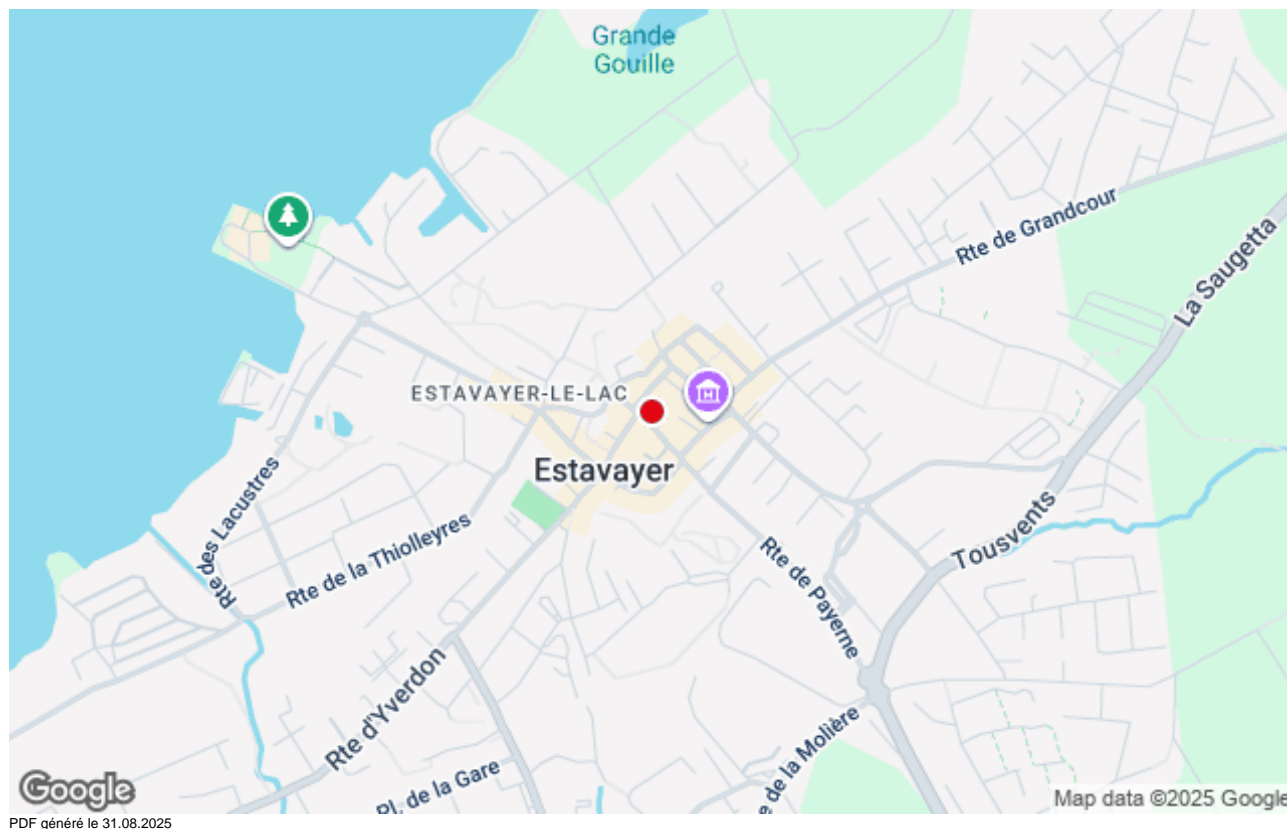 Grande
Gouille
Rte de Grandcour
La Saugetta
ESTAVAYER-LE-LAC
Estavayer
Rte des Lacustres
Rte de la Thiolleyres
Tousvents
Rte de Payerne
Rte d'Yverdon
e de la Molière
Pl. de la Gare
Google
Map data ©2025 Google
PDF généré le 31.08.2025